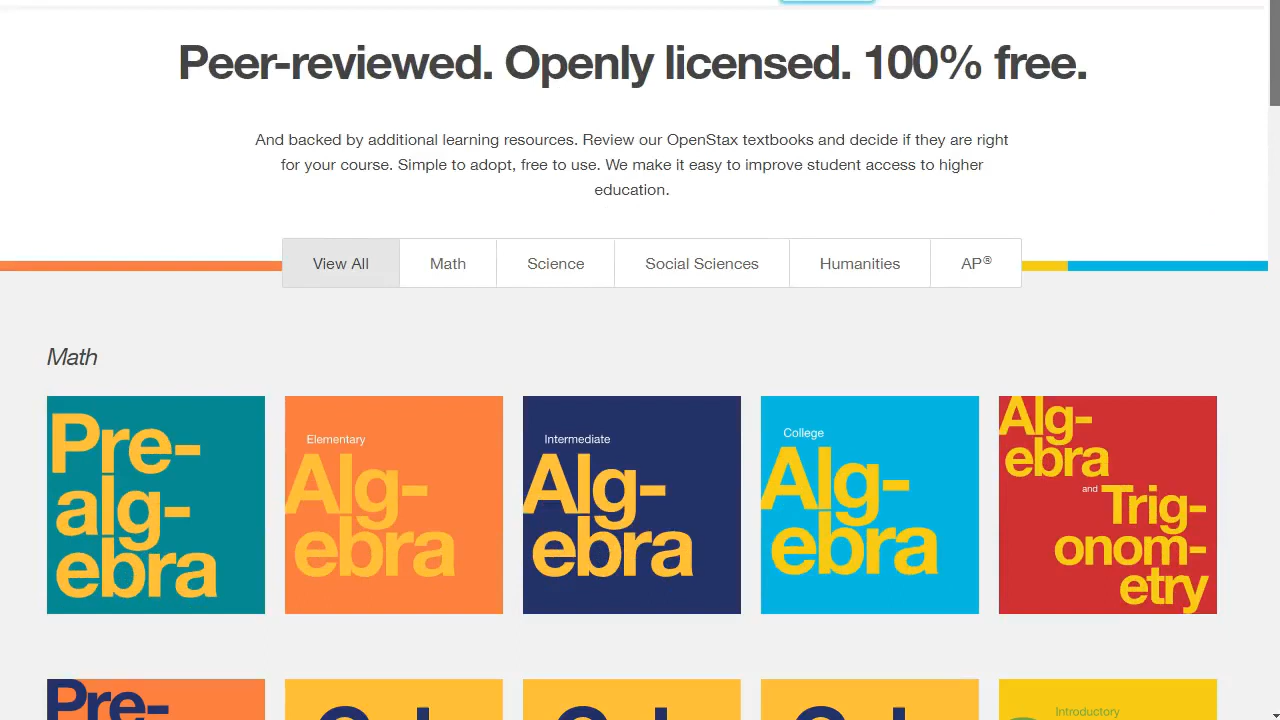 Peer-reviewed. Openly licensed. 100% free.
And backed by additional learning resources. Review our OpenStax textbooks and decide if they are right
for your course. Simple to adopt, free to use. We make it easy to improve student access to higher
education.
View All
Math
Science
Social Sciences
Humanities
AP®
Math
Pre-
alg-
ebra
Elementary
Alg-
ebra
Intermediate
Alg-
ebra
College
Alg-
ebra
Alg-
ebra
and
Trig-
onom-
etry
Pre-
Introductory